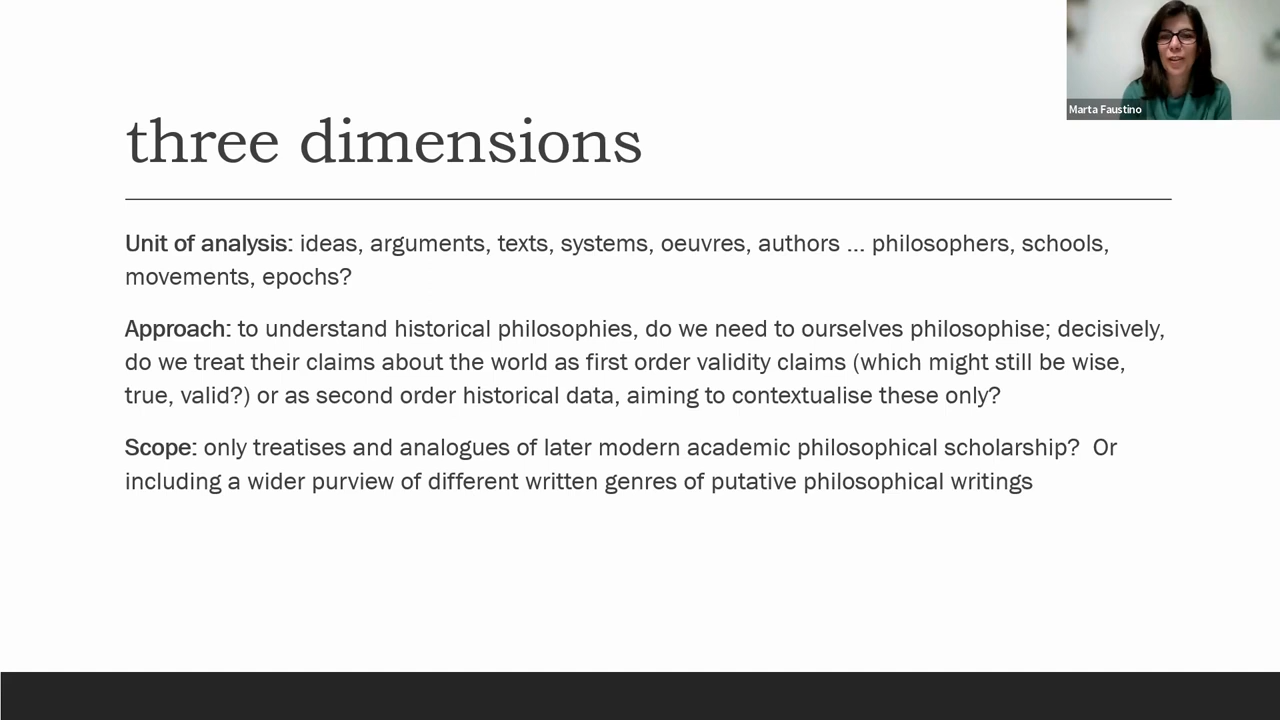 Marta Faustino
three dimensions
Unit of analysis: ideas, arguments, texts, systems, oeuvres, authors ... philosophers, schools,
movements, epochs?
Approach: to understand historical philosophies, do we need to ourselves philosophise; decisively,
do we treat their claims about the world as first order validity claims (which might still be wise,
true, valid?) or as second order historical data, aiming to contextualise these only?
Scope: only treatises and analogues of later modern academic philosophical scholarship?  Or
including a wider purview of different written genres of putative philosophical writings